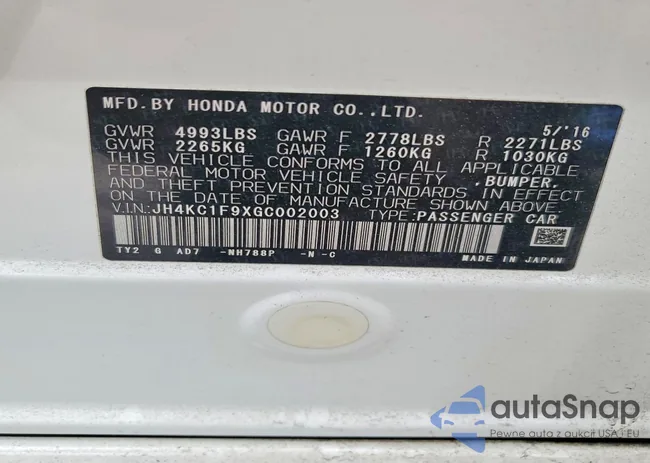 MFD. BY HONDA MOTOR CO.,LTD.
5/'16
GVWR 4993LBS GAWR F 2778LBS R 2271LBS
GVWR 2265KG GAWR F 1260KG R 1030KG
THIS VEHICLE CONFORMS TO ALL APPLICABLE
FEDERAL MOTOR VEHICLE SAFETY ,BUMPER,
AND THEFT PREVENTION STANDARDS IN EFFECT
ON THE DATE OF MANUFACTURE SHOWN ABOVE.
V.I.N:JH4KC1F9XGC002003 TYPE:PASSENGER CAR
TY2 G AD7 -NH788P -N -C MADE IN JAPAN
autaSnap
Pewne auta z aukcji USA i EU